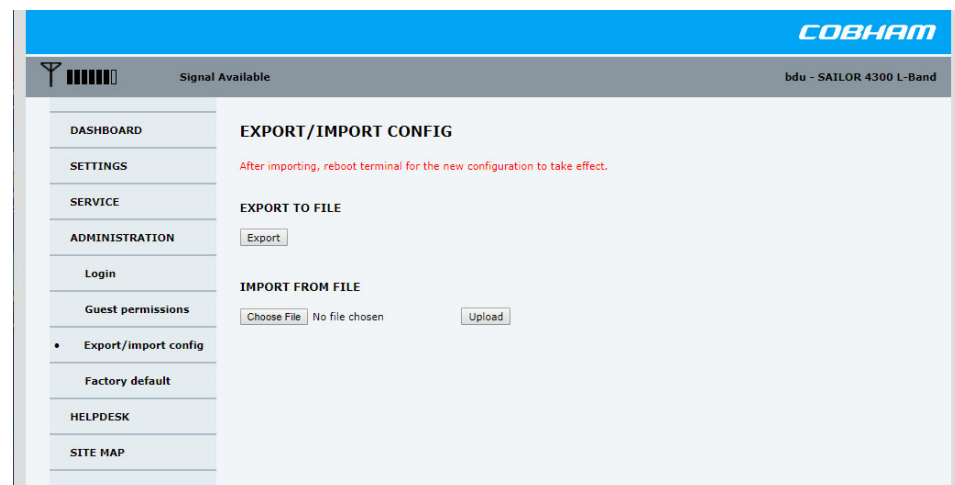 COBHAM
Signal Available
bdu - SAILOR 4300 L-Band
DASHBOARD
SETTINGS
SERVICE
ADMINISTRATION
Login
Guest permissions
• Export/import config
Factory default
HELPDESK
SITE MAP
EXPORT/IMPORT CONFIG
After importing, reboot terminal for the new configuration to take effect.
EXPORT TO FILE
Export
IMPORT FROM FILE
Choose File No file chosen Upload